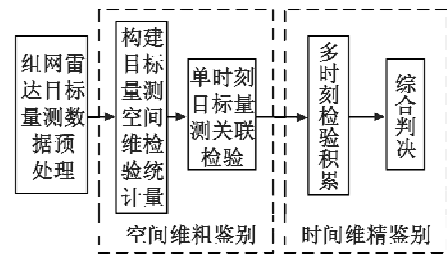 组网雷
达目标
量测数
据预
处理
构建
目标
量测
空间
维检
验统
计量
单时刻
目标量
测关联
检验
多时刻检验积累
综合判决
空间维粗鉴别
时间维精鉴别